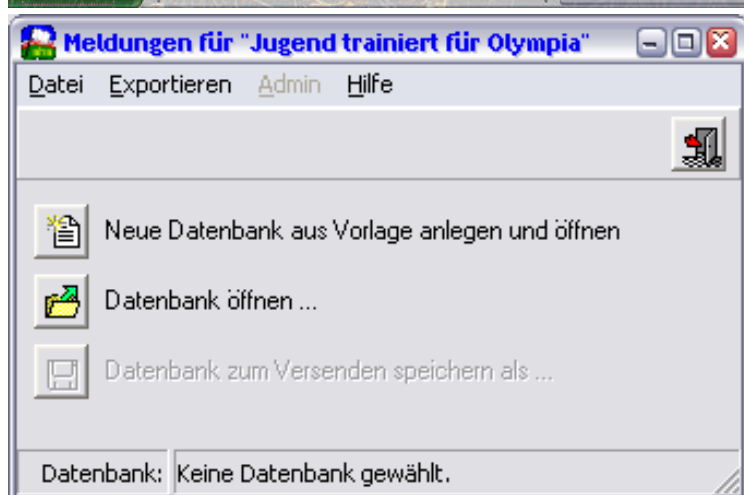 Meldungen für "Jugend trainiert für Olympia"
Datei Exportieren Admin Hilfe
Neue Datenbank aus Vorlage anlegen und öffnen
Datenbank öffnen ...
Datenbank zum Versenden speichern als ...
Datenbank: Keine Datenbank gewählt.